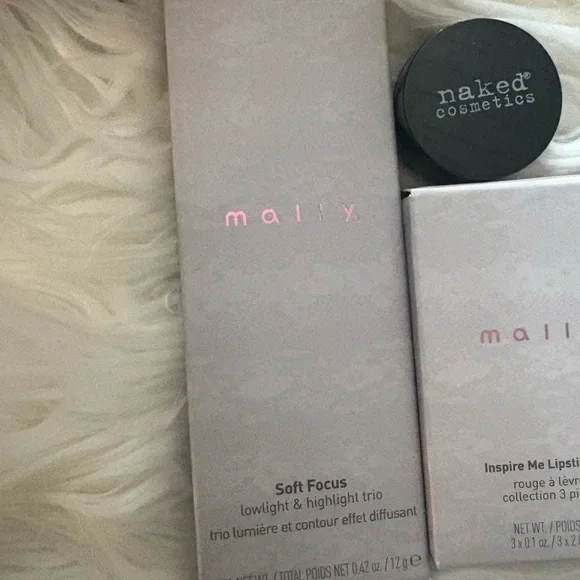 naked®
cosmetics
mally
Soft Focus
lowlight & highlight trio
trio lumière et contour effet diffusant
/TOTAL POIDS NET 0.42 oz. / 12g ℮
mall
Inspire Me Lipsti
rouge à lèvr
collection 3 pi
NET WT. / POIDS
3 x 0.1 oz. / 3 x 2.